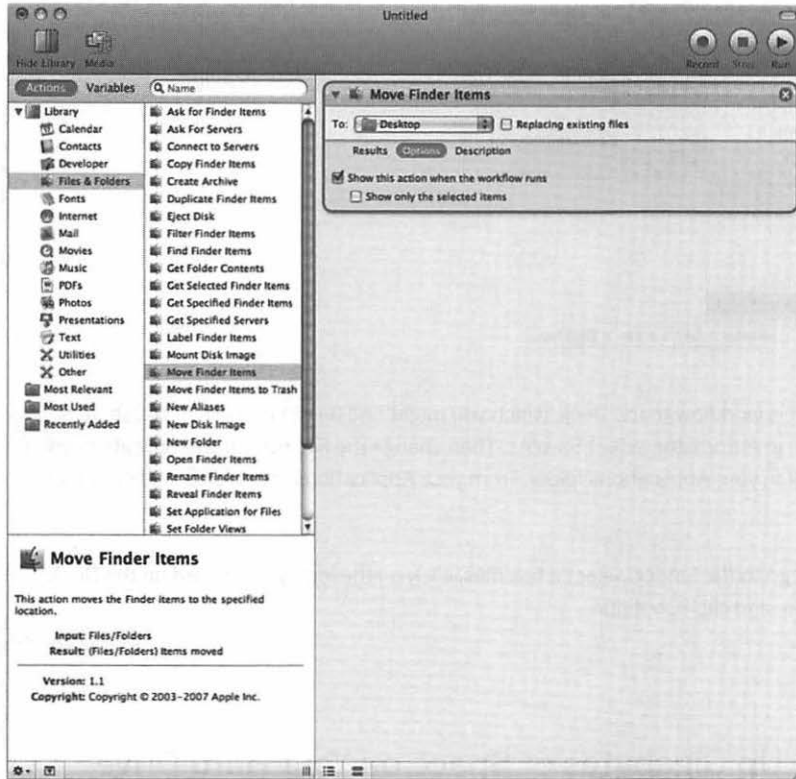 Untitled
Hide Library Media
Record Stop Run
Actions Variables Name
Library
Calendar
Contacts
Developer
Files & Folders
Fonts
Internet
Mail
Movies
Music
PDFs
Photos
Presentations
Text
Utilities
Other
Most Relevant
Most Used
Recently Added
Ask for Finder Items
Ask For Servers
Connect to Servers
Copy Finder Items
Create Archive
Duplicate Finder Items
Eject Disk
Filter Finder Items
Find Finder Items
Get Folder Contents
Get Selected Finder Items
Get Specified Finder Items
Get Specified Servers
Label Finder Items
Mount Disk Image
Move Finder Items
Move Finder Items to Trash
New Aliases
New Disk Image
New Folder
Open Finder Items
Rename Finder Items
Reveal Finder Items
Set Application for Files
Set Folder Views
Move Finder Items
To: Desktop Replacing existing files
Results Options Description
Show this action when the workflow runs
Show only the selected items
Move Finder Items
This action moves the Finder items to the specified
location.
Input: Files/Folders
Result: (Files/Folders) Items moved
Version: 1.1
Copyright: Copyright © 2003–2007 Apple Inc.